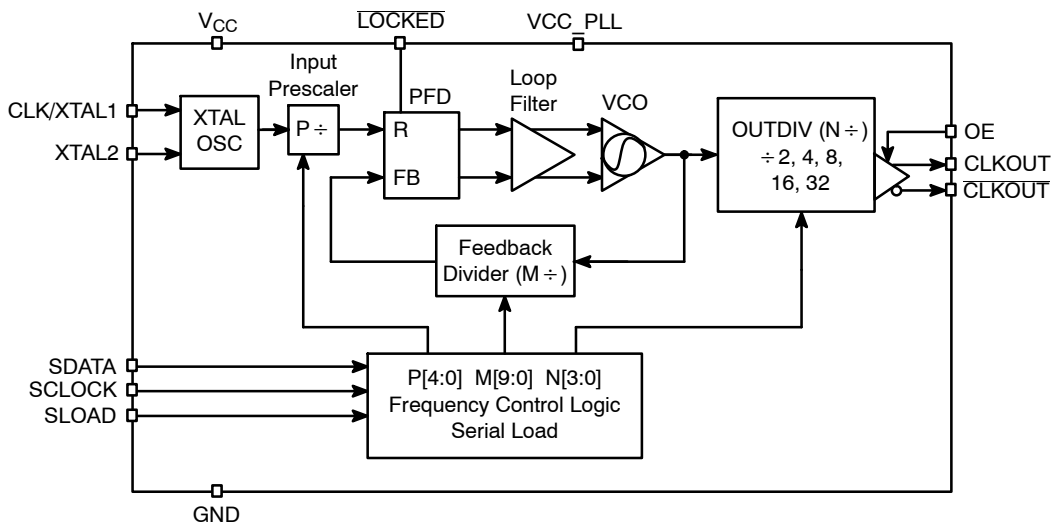 VCC
LOCKED
VCC_PLL
Input
Prescaler
PFD
Loop
Filter
VCO
CLK/XTAL1
XTAL2
XTAL
OSC
P ÷
R
FB
OUTDIV (N ÷)
÷ 2, 4, 8,
16, 32
OE
CLKOUT
CLKOUT
Feedback
Divider (M ÷)
SDATA
SCLOCK
SLOAD
P[4:0] M[9:0] N[3:0]
Frequency Control Logic
Serial Load
GND